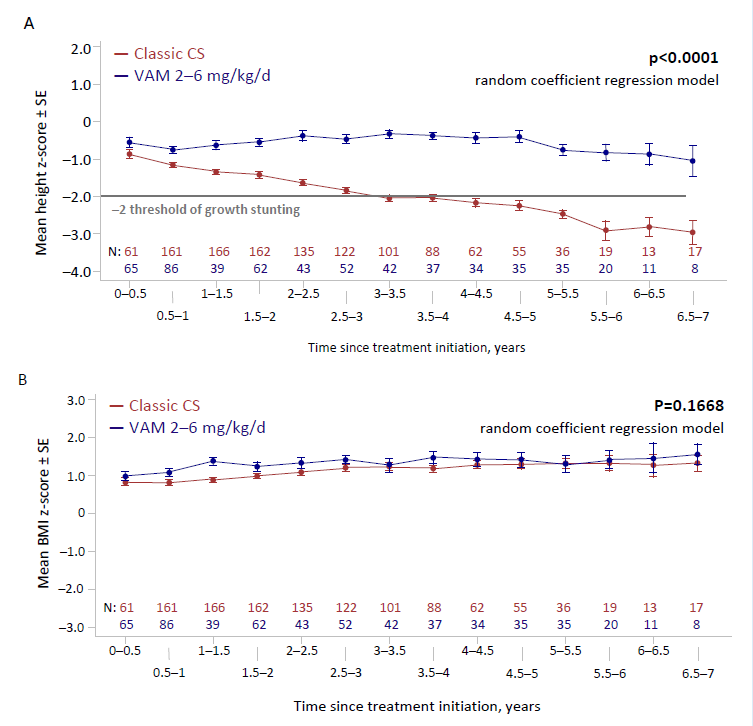 A
Classic CS
VAM 2–6 mg/kg/d
p<0.0001
random coefficient regression model
Mean height z-score ± SE
2.0
1.0
0
–1.0
–2.0
–3.0
–4.0
–2 threshold of growth stunting
N: 61 161 166 162 135 122 101 88 62 55 36 19 13 17
65 86 39 62 43 52 42 37 34 35 35 20 11 8
0–0.5 1–1.5 2–2.5 3–3.5 4–4.5 5–5.5 6–6.5
0.5–1 1.5–2 2.5–3 3.5–4 4.5–5 5.5–6 6.5–7
Time since treatment initiation, years
B
Classic CS
VAM 2–6 mg/kg/d
P=0.1668
random coefficient regression model
Mean BMI z-score ± SE
3.0
2.0
1.0
0
–1.0
–2.0
–3.0
N: 61 161 166 162 135 122 101 88 62 55 36 19 13 17
65 86 39 62 43 52 42 37 34 35 35 20 11 8
0–0.5 1–1.5 2–2.5 3–3.5 4–4.5 5–5.5 6–6.5
0.5–1 1.5–2 2.5–3 3.5–4 4.5–5 5.5–6 6.5–7
Time since treatment initiation, years